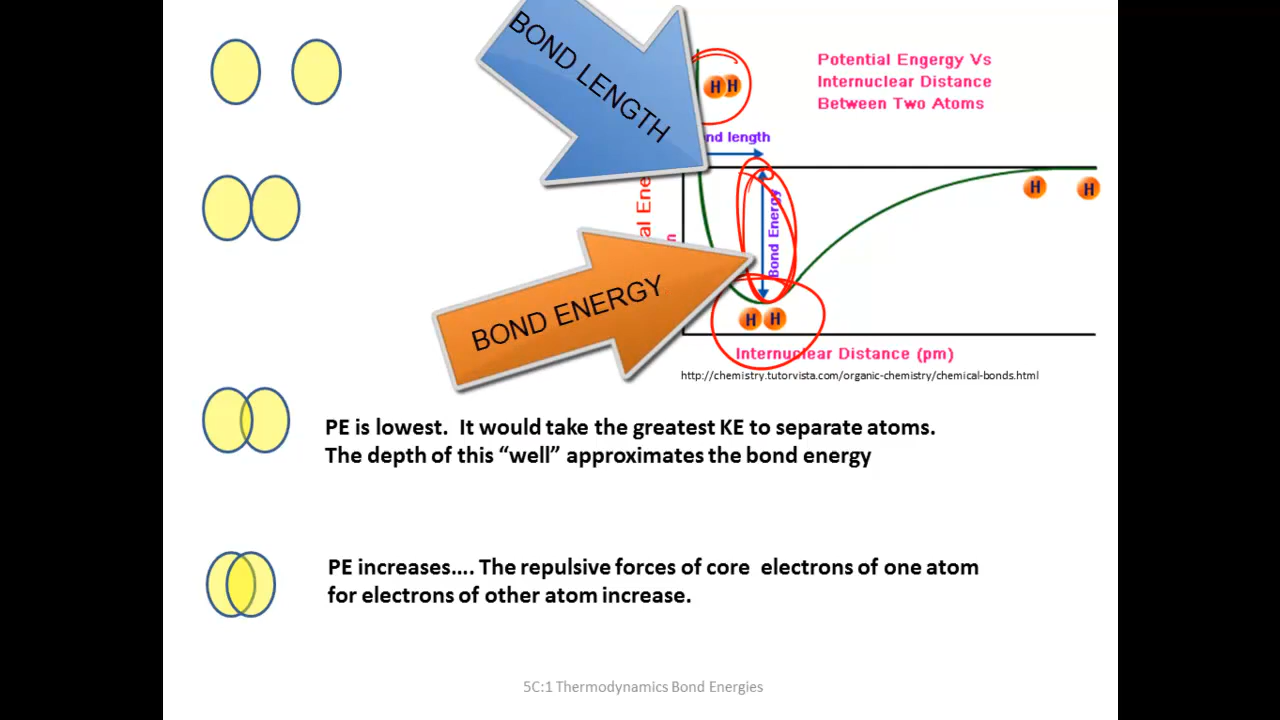 BOND LENGTH
Potential Engergy Vs
Internuclear Distance
Between Two Atoms
H H
nd length
H H
al Ene
Bond Energy
n
BOND ENERGY
H H
Internuclear Distance (pm)
http://chemistry.tutorvista.com/organic-chemistry/chemical-bonds.html
PE is lowest.  It would take the greatest KE to separate atoms.
The depth of this “well” approximates the bond energy
PE increases…. The repulsive forces of core  electrons of one atom
for electrons of other atom increase.
5C:1 Thermodynamics Bond Energies